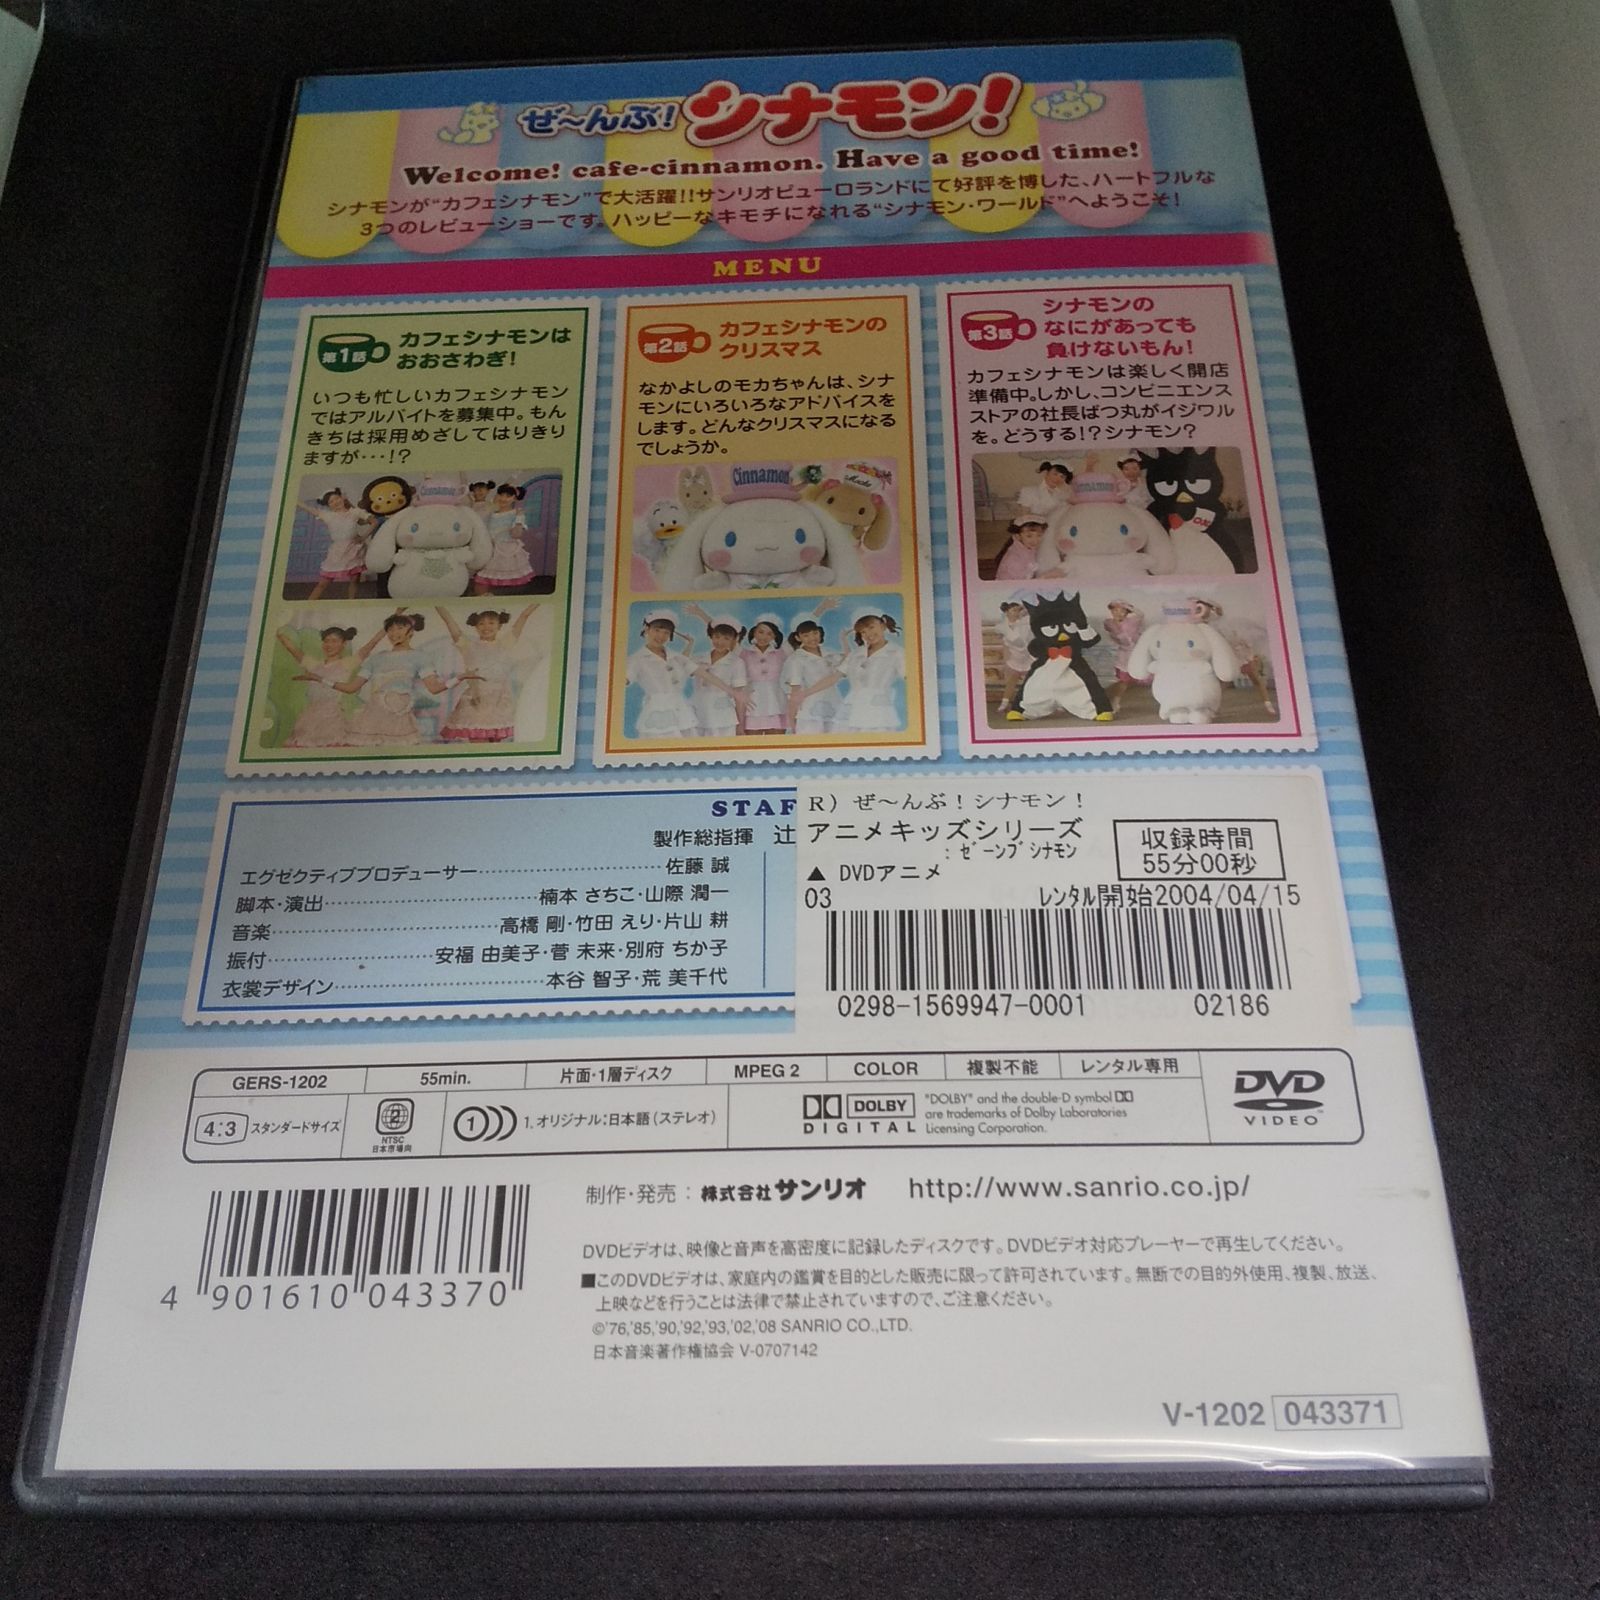 ぜ〜んぶ!シナモン!
Welcome! cafe-cinnamon. Have a good time!
シナモンが"カフェシナモン"で大活躍!!サンリオピューロランドにて好評を博した、ハートフルな
3つのレビューショーです。ハッピーなキモチになれる"シナモン・ワールド"へようこそ!
MENU
第1話
カフェシナモンは
おおさわぎ!
いつも忙しいカフェシナモン
ではアルバイトを募集中。もん
きちは採用めざしてはりきり
ますが・・・!?
Cinnamon
第2話
カフェシナモンの
クリスマス
なかよしのモカちゃんは、シナ
モンにいろいろなアドバイスを
します。どんなクリスマスになる
でしょうか。
Cinnamon
第3話
シナモンの
なにがあっても
負けないもん!
カフェシナモンは楽しく開店
準備中。しかし、コンビニエンス
ストアの社長ばつ丸がイジワル
を。どうする!?シナモン?
Cinnamon
STAF
製作総指揮 辻
エグゼクティブプロデューサー……………………佐藤 誠
脚本・演出……………………楠本 さちこ・山際 潤一
音楽……………………高橋 剛・竹田 えり・片山 耕
振付……………………安福 由美子・菅 未来・別府 ちか子
衣裳デザイン……………………本谷 智子・荒 美千代
R)ぜ〜んぶ!シナモン!
アニメキッズシリーズ
:ゼーンブシナモン
▲ DVDアニメ
収録時間
55分00秒
03
レンタル開始2004/04/15
0298-1569947-0001
02186
GERS-1202
55min.
片面・1層ディスク
MPEG 2
COLOR
複製不能
レンタル専用
4:3
スタンダードサイズ
2
NTSC
日本市場向
1
1.オリジナル:日本語(ステレオ)
DOLBY
DIGITAL
"DOLBY" and the double-D symbol
are trademarks of Dolby Laboratories
Licensing Corporation.
DVD
VIDEO
制作・発売:株式会社サンリオ http://www.sanrio.co.jp/
DVDビデオは、映像と音声を高密度に記録したディスクです。DVDビデオ対応プレーヤーで再生してください。
■このDVDビデオは、家庭内の鑑賞を目的とした販売に限って許可されています。無断での目的外使用、複製、放送、
上映などを行うことは法律で禁止されていますので、ご注意ください。
©'76,'85,'90,'92,'93,'02,'08 SANRIO CO.,LTD.
日本音楽著作権協会 V-0707142
4 901610 043370
V-1202 043371